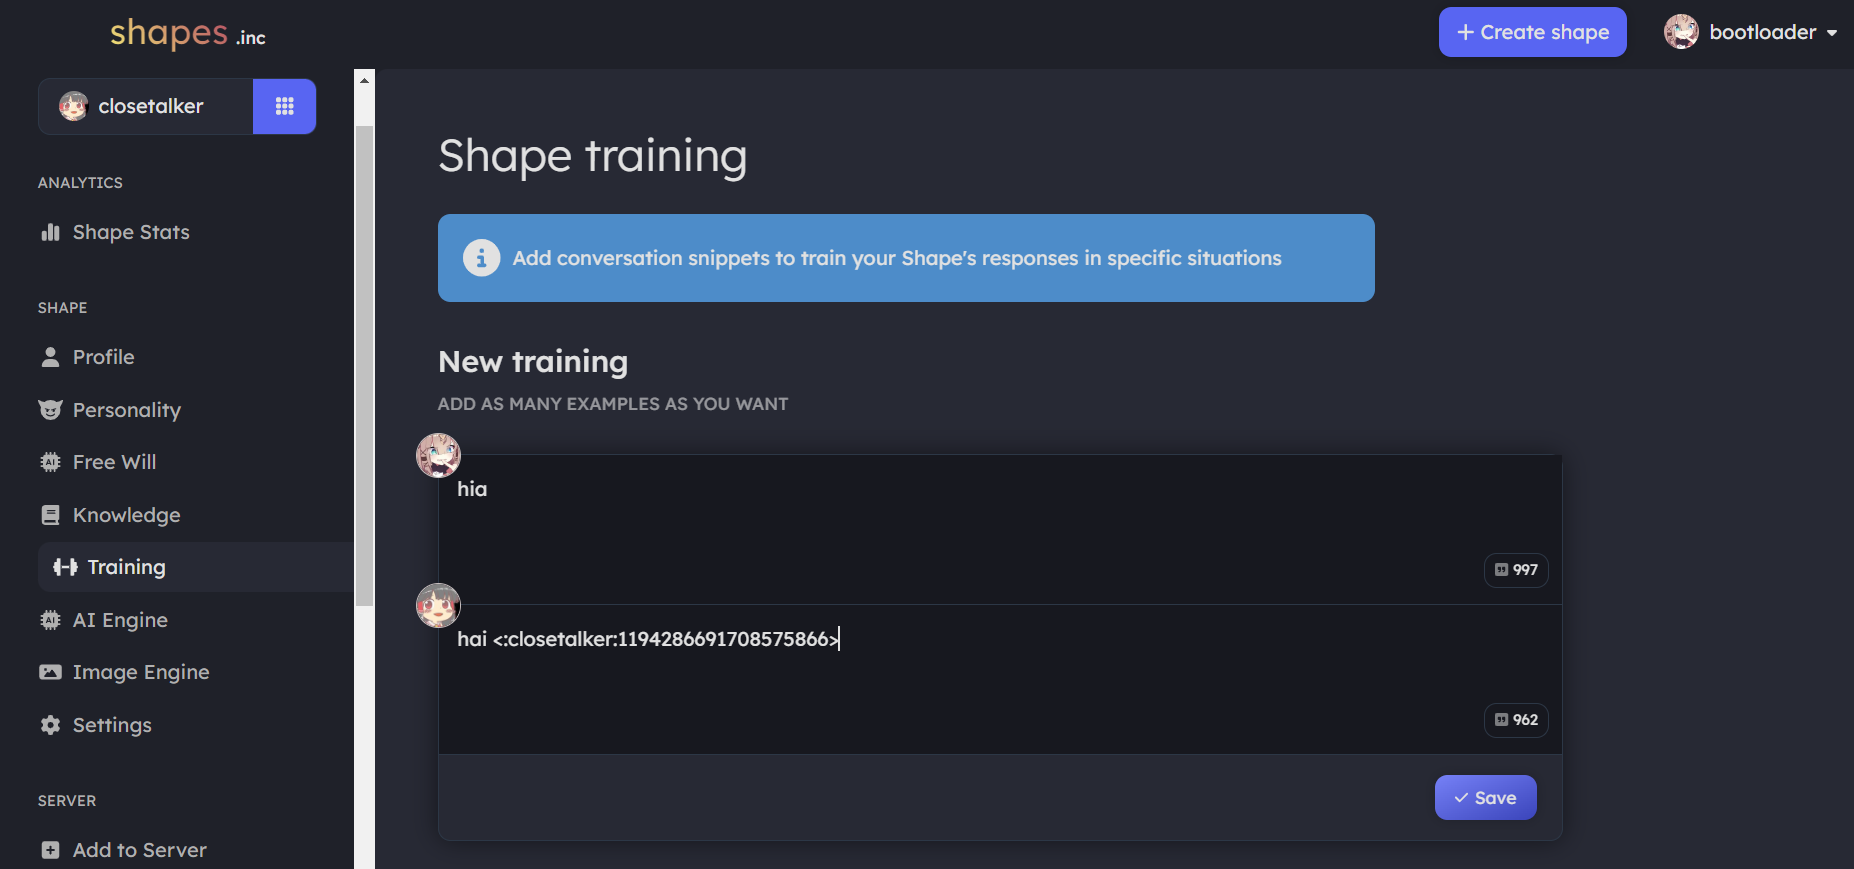 shapes .inc
+ Create shape
bootloader
closetalker
ANALYTICS
Shape Stats
SHAPE
Profile
Personality
Free Will
Knowledge
Training
AI Engine
Image Engine
Settings
SERVER
Add to Server
Shape training
Add conversation snippets to train your Shape's responses in specific situations
New training
ADD AS MANY EXAMPLES AS YOU WANT
hia
997
hai <:closetalker:1194286691708575866>
962
Save